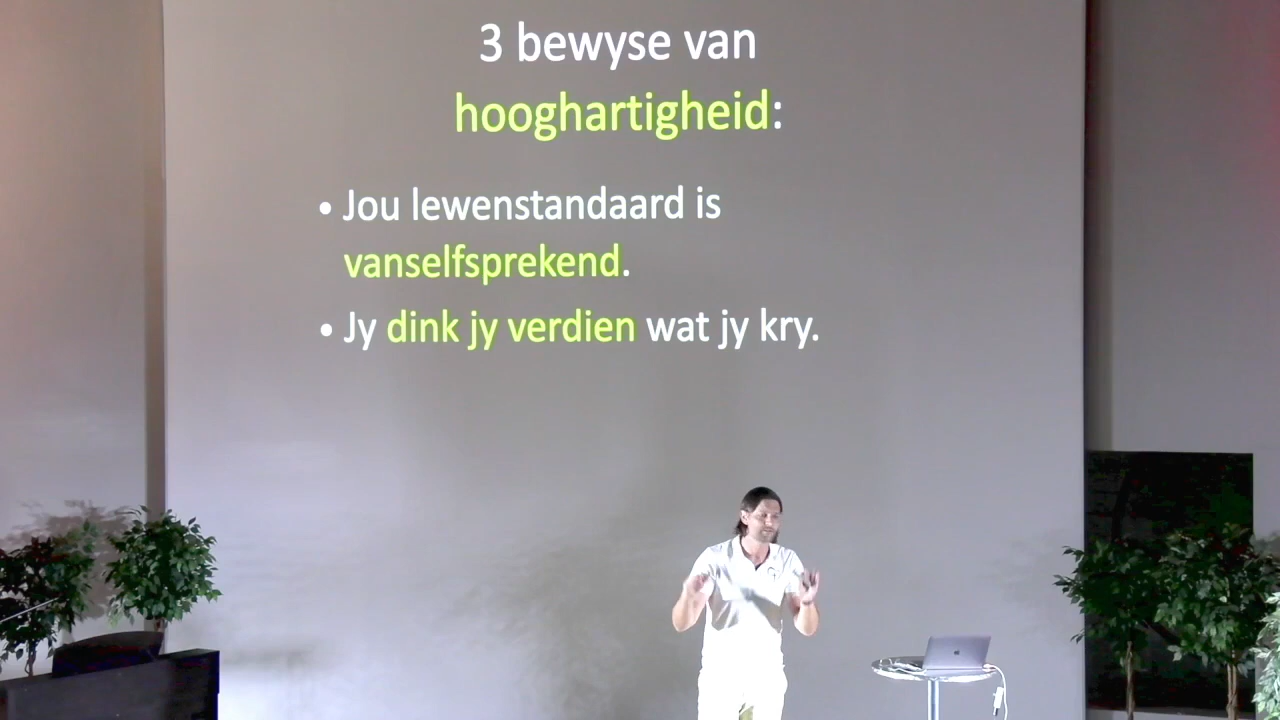 3 bewyse van
hooghartigheid:
• Jou lewenstandaard is
vanselfsprekend.
• Jy dink jy verdien wat jy kry.